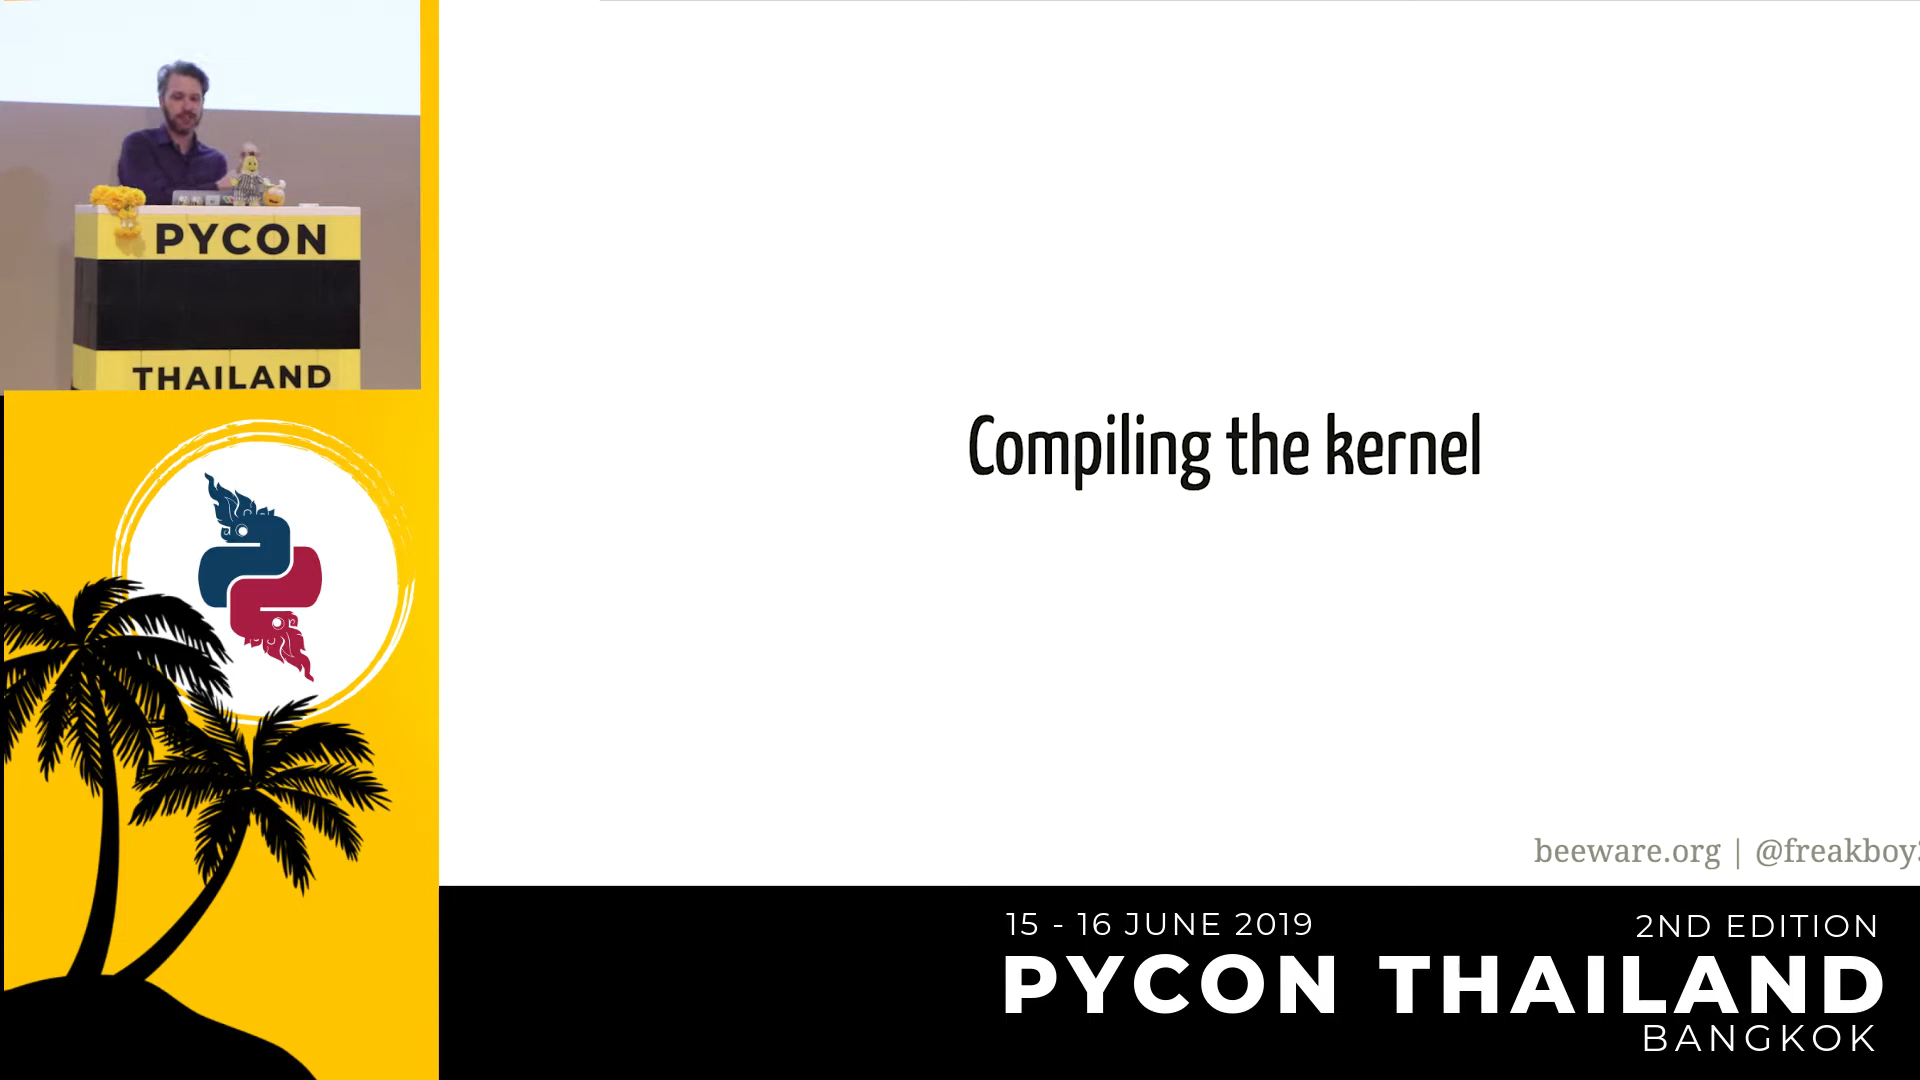 PYCON
THAILAND
Compiling the kernel
beeware.org | @freakboy
15 - 16 JUNE 2019
2ND EDITION
PYCON THAILAND
BANGKOK